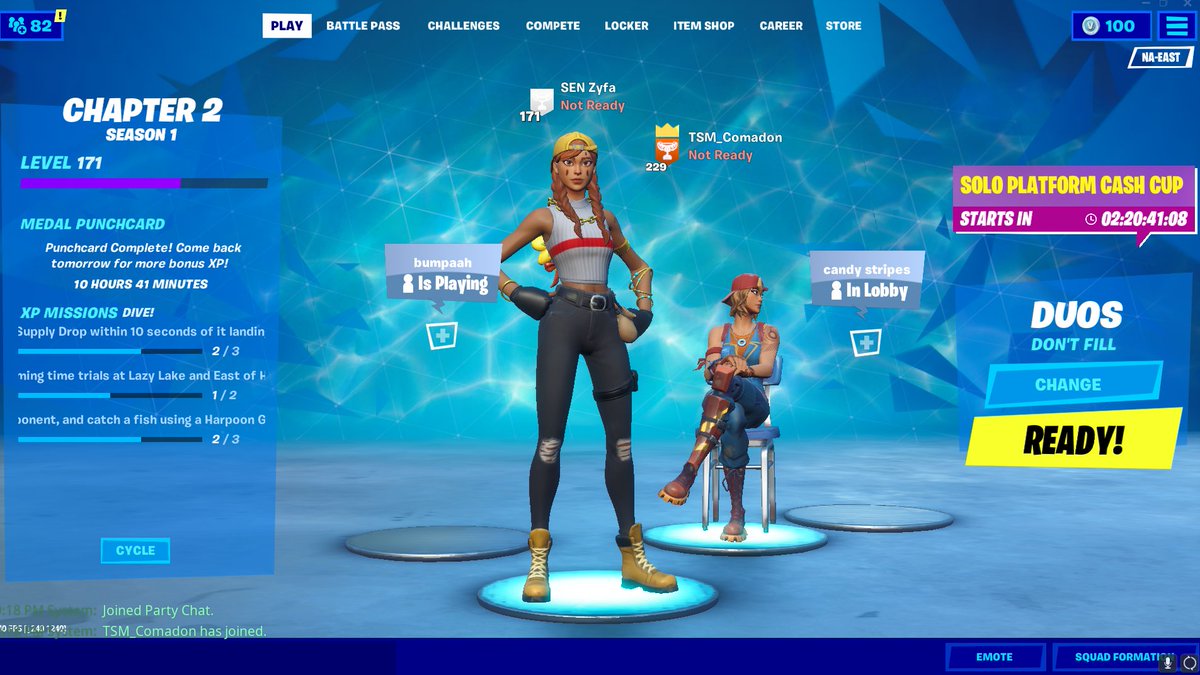 82
!
PLAY
BATTLE PASS
CHALLENGES
COMPETE
LOCKER
ITEM SHOP
CAREER
STORE
100
NA-EAST
CHAPTER 2
SEASON 1
LEVEL 171
MEDAL PUNCHCARD
Punchcard Complete! Come back
tomorrow for more bonus XP!
10 HOURS 41 MINUTES
XP MISSIONS DIVE!
Supply Drop within 10 seconds of it landin
2 / 3
ming time trials at Lazy Lake and East of
1 / 2
ponent, and catch a fish using a Harpoon G
2 / 3
CYCLE
SEN Zyfa
Not Ready
171
TSM_Comadon
Not Ready
229
bumpaah
Is Playing
candy stripes
In Lobby
SOLO PLATFORM CASH CUP
STARTS IN 02:20:41:08
DUOS
DON'T FILL
CHANGE
READY!
:18 PM System: Joined Party Chat.
System: TSM_Comadon has joined.
EMOTE
SQUAD FORMATION